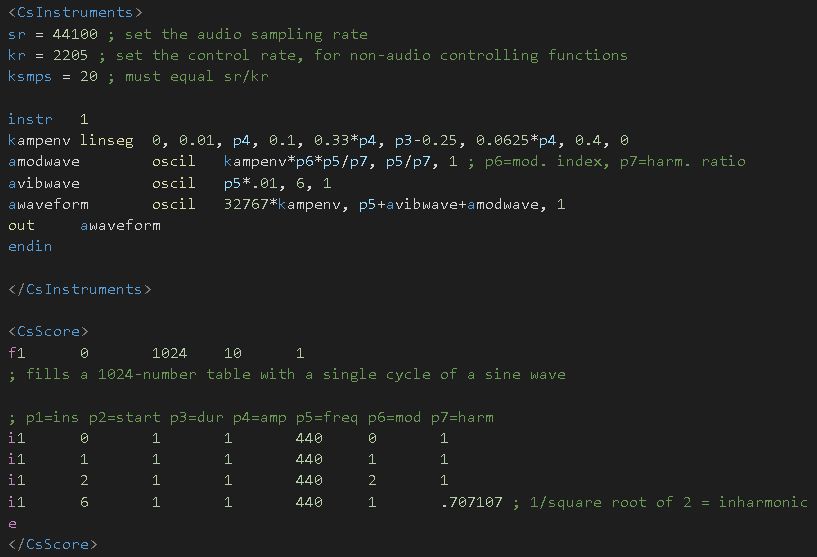 <CsInstruments>
sr = 44100 ; set the audio sampling rate
kr = 2205 ; set the control rate, for non-audio controlling functions
ksmps = 20 ; must equal sr/kr
instr 1
kampenv linseg 0, 0.01, p4, 0.1, 0.33*p4, p3-0.25, 0.0625*p4, 0.4, 0
amodwave oscil kampenv*p6*p5/p7, p5/p7, 1 ; p6=mod. index, p7=harm. ratio
avibwave oscil p5*.01, 6, 1
awaveform oscil 32767*kampenv, p5+avibwave+amodwave, 1
out awaveform
endin
</CsInstruments>
<CsScore>
f1 0 1024 10 1
; fills a 1024-number table with a single cycle of a sine wave
; p1=ins p2=start p3=dur p4=amp p5=freq p6=mod p7=harm
i1 0 1 1 440 0 1
i1 1 1 1 440 1 1
i1 2 1 1 440 2 1
i1 6 1 1 440 1 .707107 ; 1/square root of 2 = inharmonic
e
</CsScore>